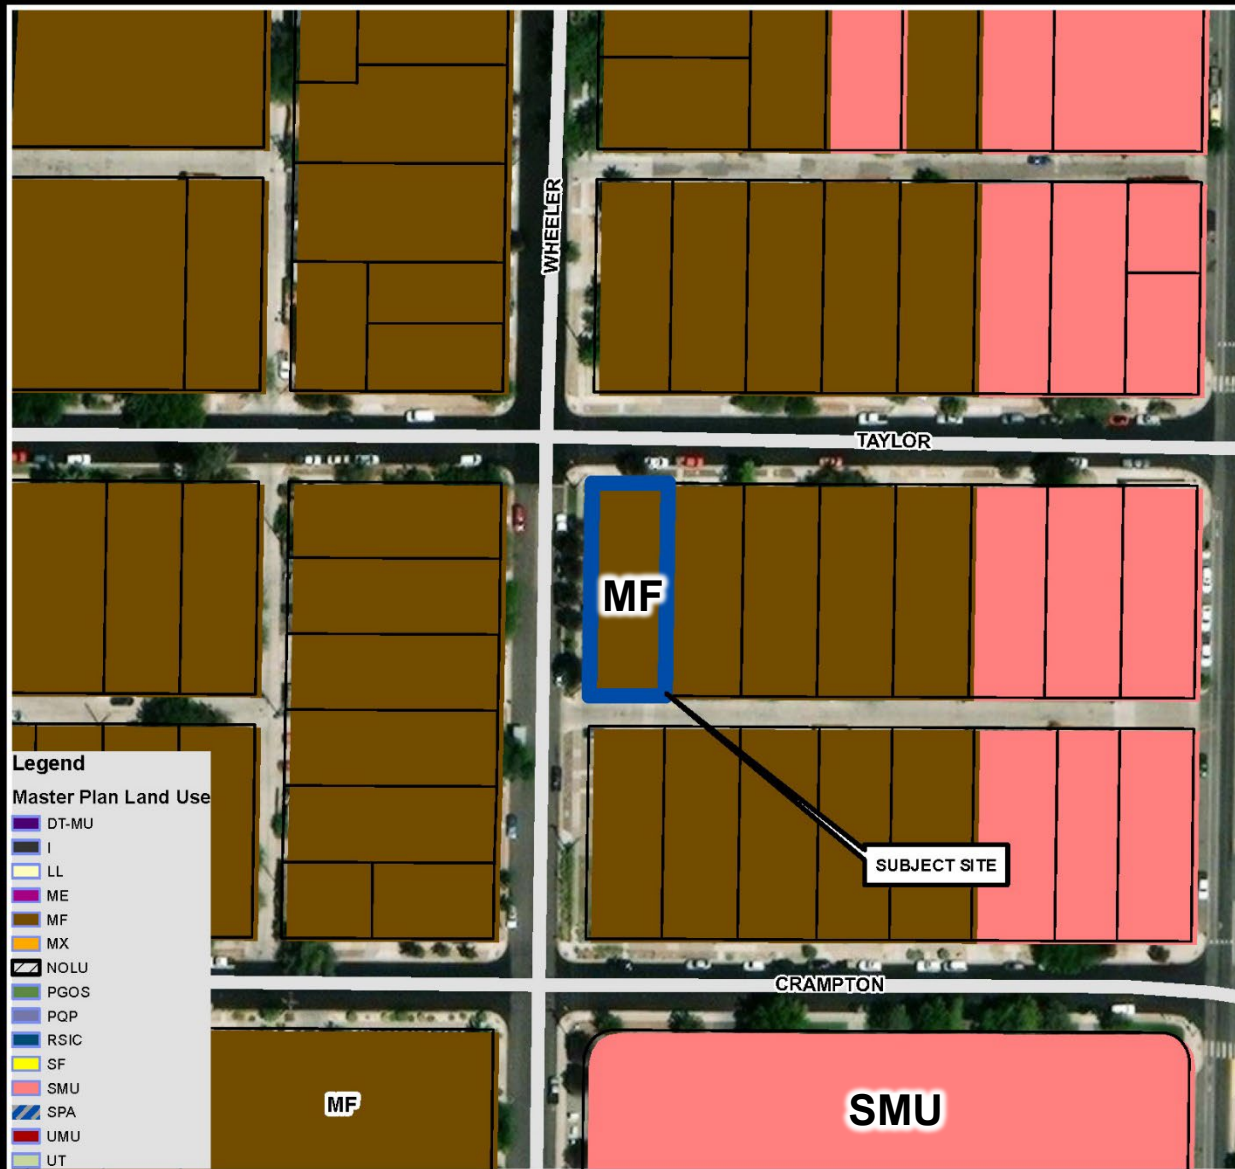 WHEELER
TAYLOR
MF
SUBJECT SITE
CRAMPTON
MF
SMU
Legend
Master Plan Land Use
DT-MU
I
LL
ME
MF
MX
NOLU
PGOS
PQP
RSIC
SF
SMU
SPA
UMU
UT